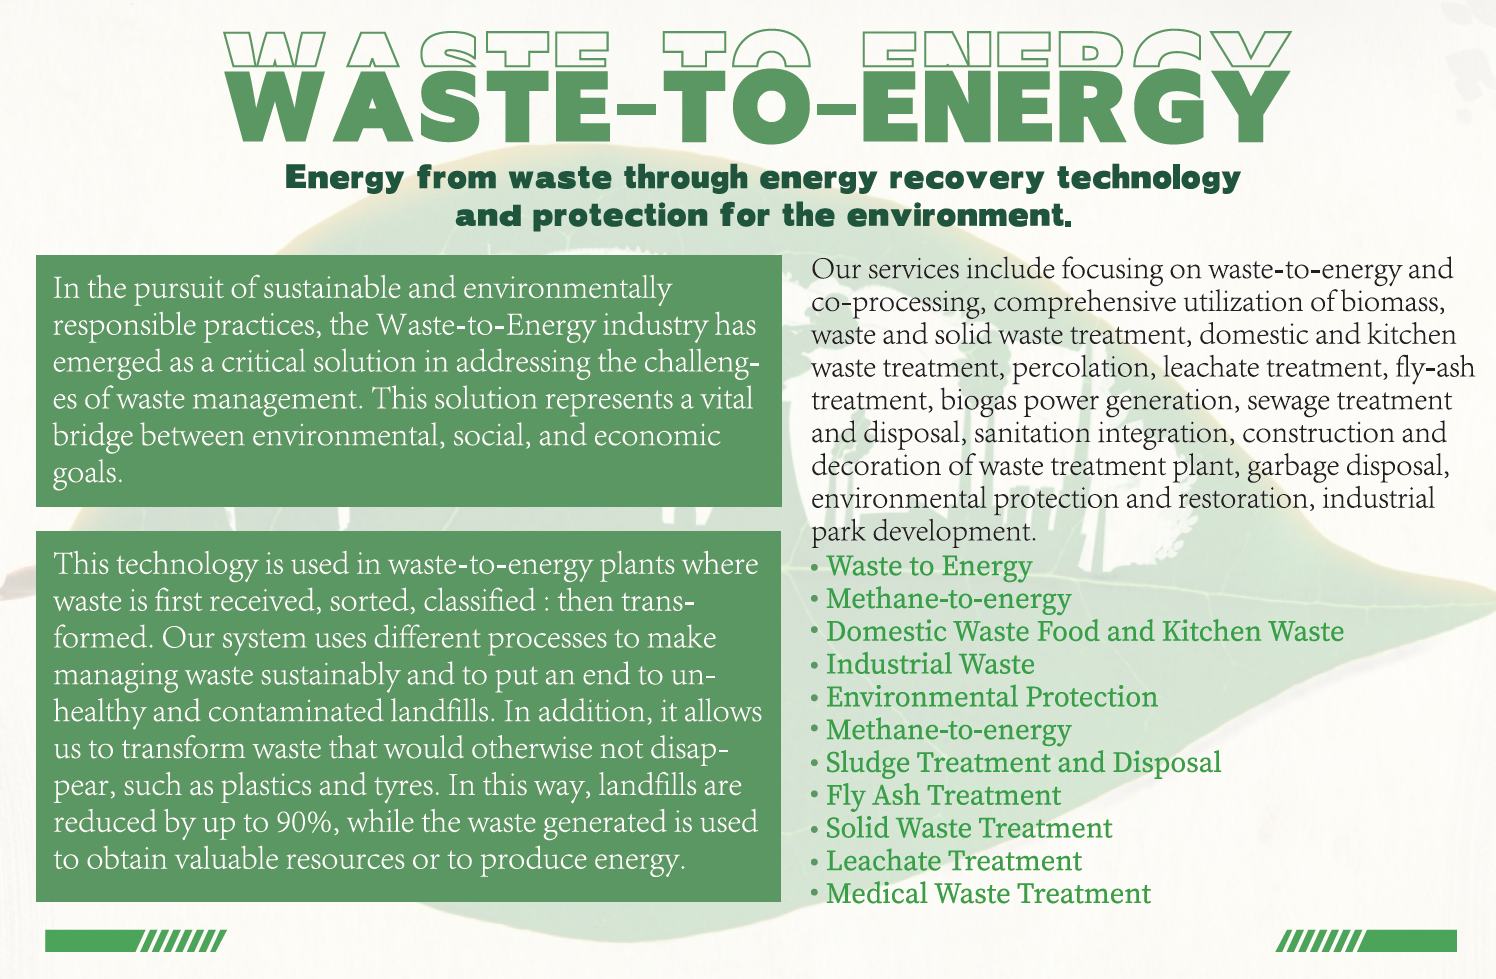 WASTE-TO-ENERGY
WASTE-TO-ENERGY
Energy from waste through energy recovery technology
and protection for the environment.
In the pursuit of sustainable and environmentally
responsible practices, the Waste-to-Energy industry has
emerged as a critical solution in addressing the challeng-
es of waste management. This solution represents a vital
bridge between environmental, social, and economic
goals.
This technology is used in waste-to-energy plants where
waste is first received, sorted, classified : then trans-
formed. Our system uses different processes to make
managing waste sustainably and to put an end to un-
healthy and contaminated landfills. In addition, it allows
us to transform waste that would otherwise not disap-
pear, such as plastics and tyres. In this way, landfills are
reduced by up to 90%, while the waste generated is used
to obtain valuable resources or to produce energy.
Our services include focusing on waste-to-energy and
co-processing, comprehensive utilization of biomass,
waste and solid waste treatment, domestic and kitchen
waste treatment, percolation, leachate treatment, fly-ash
treatment, biogas power generation, sewage treatment
and disposal, sanitation integration, construction and
decoration of waste treatment plant, garbage disposal,
environmental protection and restoration, industrial
park development.
• Waste to Energy
• Methane-to-energy
• Domestic Waste Food and Kitchen Waste
• Industrial Waste
• Environmental Protection
• Methane-to-energy
• Sludge Treatment and Disposal
• Fly Ash Treatment
• Solid Waste Treatment
• Leachate Treatment
• Medical Waste Treatment